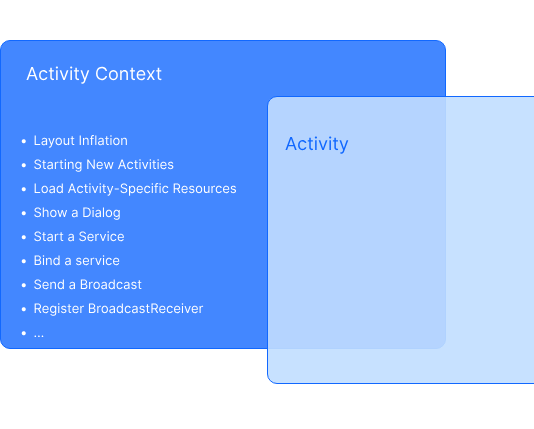 Activity Context
Activity
• Layout Inflation
• Starting New Activities
• Load Activity-Specific Resources
• Show a Dialog
• Start a Service
• Bind a service
• Send a Broadcast
• Register BroadcastReceiver
• ...